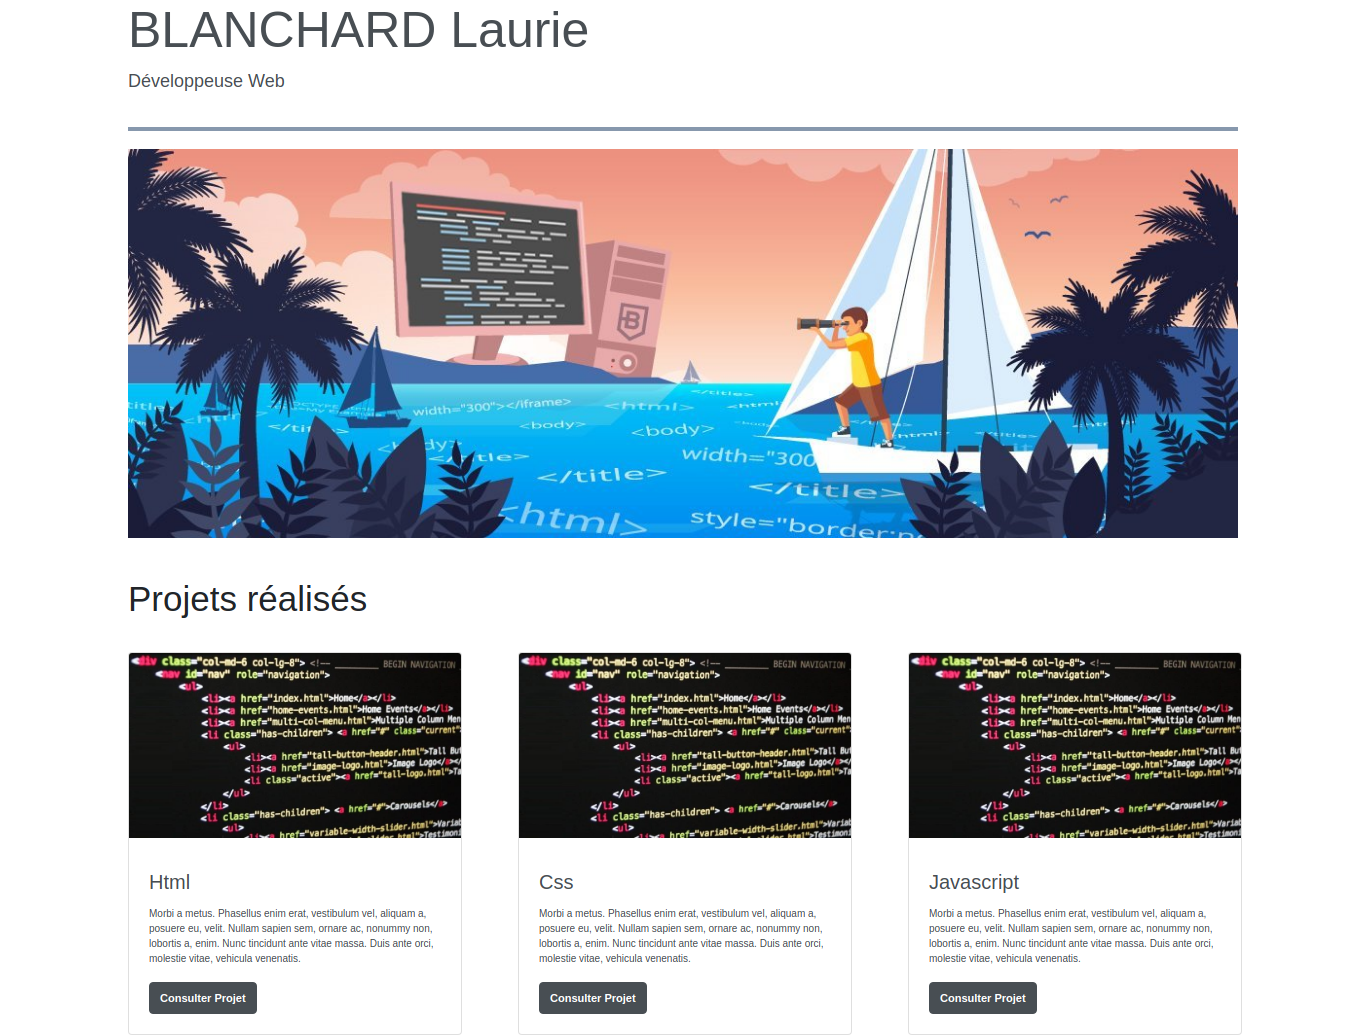 BLANCHARD Laurie
Développeuse Web
width="300"></iframe>
<html>
</title>
<body>
<body>
</title>
width="300
</title>
<html>
style="border:n
Projets réalisés
<div class="col-md-6 col-lg-8"> <!-- ________ BEGIN NAVIGATION
<nav id="nav" role="navigation">
<ul>
<li><a href="index.html">Home</a></li>
<li><a href="home-events.html">Home Events</a></li>
<li><a href="multi-col-menu.html">Multiple Column Men
<li class="has-children"> <a href="#" class="current"
<ul>
<li><a href="tall-button-header.html">Tall But
<li><a href="image-logo.html">Image Logo</a></li
<li class="active"><a href="tall-logo.html">Ta
</ul>
</li>
<li class="has-children"> <a href="#">Carousels</a>
<ul>
<li><a href="variable-width-slider.html">Variab
Testimoni
<div class="col-md-6 col-lg-8"> <!-- ________ BEGIN NAVIGATION
<nav id="nav" role="navigation">
<ul>
<li><a href="index.html">Home</a></li>
<li><a href="home-events.html">Home Events</a></li>
<li><a href="multi-col-menu.html">Multiple Column Men
<li class="has-children"> <a href="#" class="current"
<ul>
<li><a href="tall-button-header.html">Tall But
<li><a href="image-logo.html">Image Logo</a></li
<li class="active"><a href="tall-logo.html">Ta
</ul>
</li>
<li class="has-children"> <a href="#">Carousels</a>
<ul>
<li><a href="variable-width-slider.html">Variab
Testimoni
<div class="col-md-6 col-lg-8"> <!-- ________ BEGIN NAVIGATION
<nav id="nav" role="navigation">
<ul>
<li><a href="index.html">Home</a></li>
<li><a href="home-events.html">Home Events</a></li>
<li><a href="multi-col-menu.html">Multiple Column Men
<li class="has-children"> <a href="#" class="current"
<ul>
<li><a href="tall-button-header.html">Tall But
<li><a href="image-logo.html">Image Logo</a></li
<li class="active"><a href="tall-logo.html">Ta
</ul>
</li>
<li class="has-children"> <a href="#">Carousels</a>
<ul>
<li><a href="variable-width-slider.html">Variab
Testimoni
Html
Morbi a metus. Phasellus enim erat, vestibulum vel, aliquam a,
posuere eu, velit. Nullam sapien sem, ornare ac, nonummy non,
lobortis a, enim. Nunc tincidunt ante vitae massa. Duis ante orci,
molestie vitae, vehicula venenatis.
Consulter Projet
Css
Morbi a metus. Phasellus enim erat, vestibulum vel, aliquam a,
posuere eu, velit. Nullam sapien sem, ornare ac, nonummy non,
lobortis a, enim. Nunc tincidunt ante vitae massa. Duis ante orci,
molestie vitae, vehicula venenatis.
Consulter Projet
Javascript
Morbi a metus. Phasellus enim erat, vestibulum vel, aliquam a,
posuere eu, velit. Nullam sapien sem, ornare ac, nonummy non,
lobortis a, enim. Nunc tincidunt ante vitae massa. Duis ante orci,
molestie vitae, vehicula venenatis.
Consulter Projet